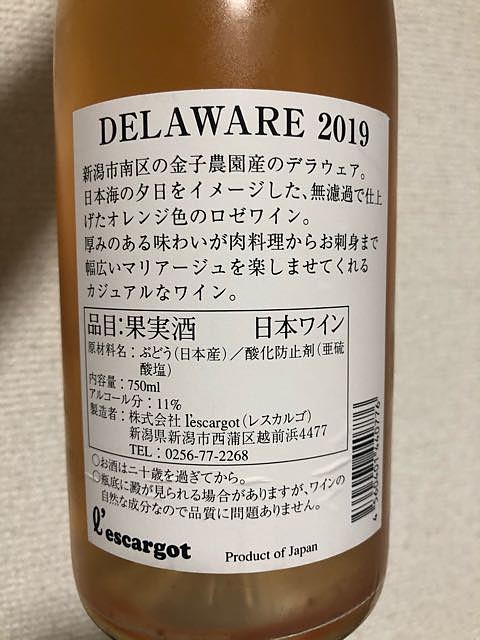 DELAWARE 2019
新潟市南区の金子農園産のデラウェア。
日本海の夕日をイメージした、無濾過で仕上
げたオレンジ色のロゼワイン。
厚みのある味わいが肉料理からお刺身まで
幅広いマリアージュを楽しませてくれる
カジュアルなワイン。
品目:果実酒 日本ワイン
原材料名:ぶどう(日本産)/酸化防止剤(亜硫
酸塩)
内容量:750ml
アルコール分:11%
製造者:株式会社 l'escargot(レスカルゴ)
新潟県新潟市西蒲区越前浜4477
TEL:0256-77-2268
○お酒は二十歳を過ぎてから。
○瓶底に澱が見られる場合がありますが、ワインの
自然な成分なので品質に問題ありません。
l'escargot
Product of Japan